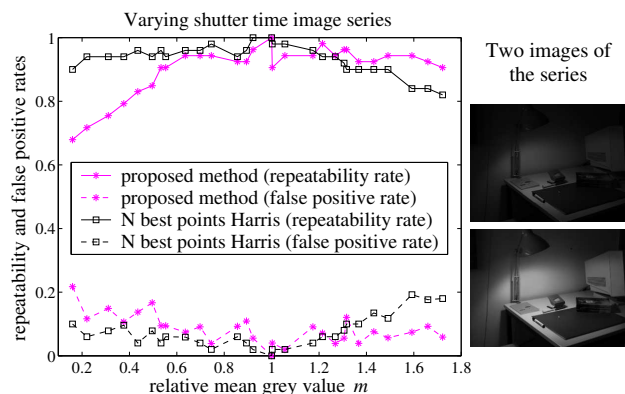 Varying shutter time image series
1
0.8
0.6
0.4
0.2
0
repeatability and false positive rates
proposed method (repeatability rate)
proposed method (false positive rate)
N best points Harris (repeatability rate)
N best points Harris (false positive rate)
0.2 0.4 0.6 0.8 1 1.2 1.4 1.6 1.8
relative mean grey value m
Two images of
the series